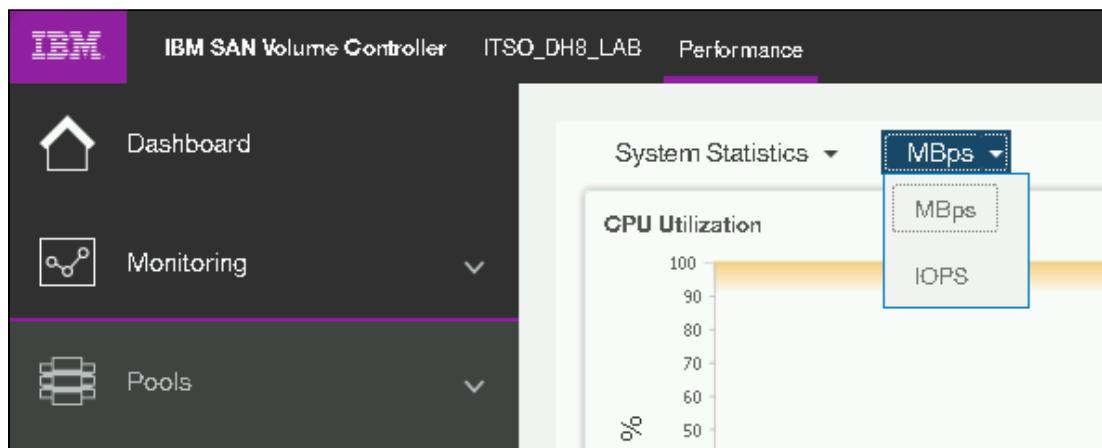 IBM
IBM SAN Volume Controller ITSO_DH8_LAB Performance
Dashboard
System Statistics MBps
MBps
IOPS
CPU Utilization
Monitoring
Pools
100
90
80
70
60
50
%